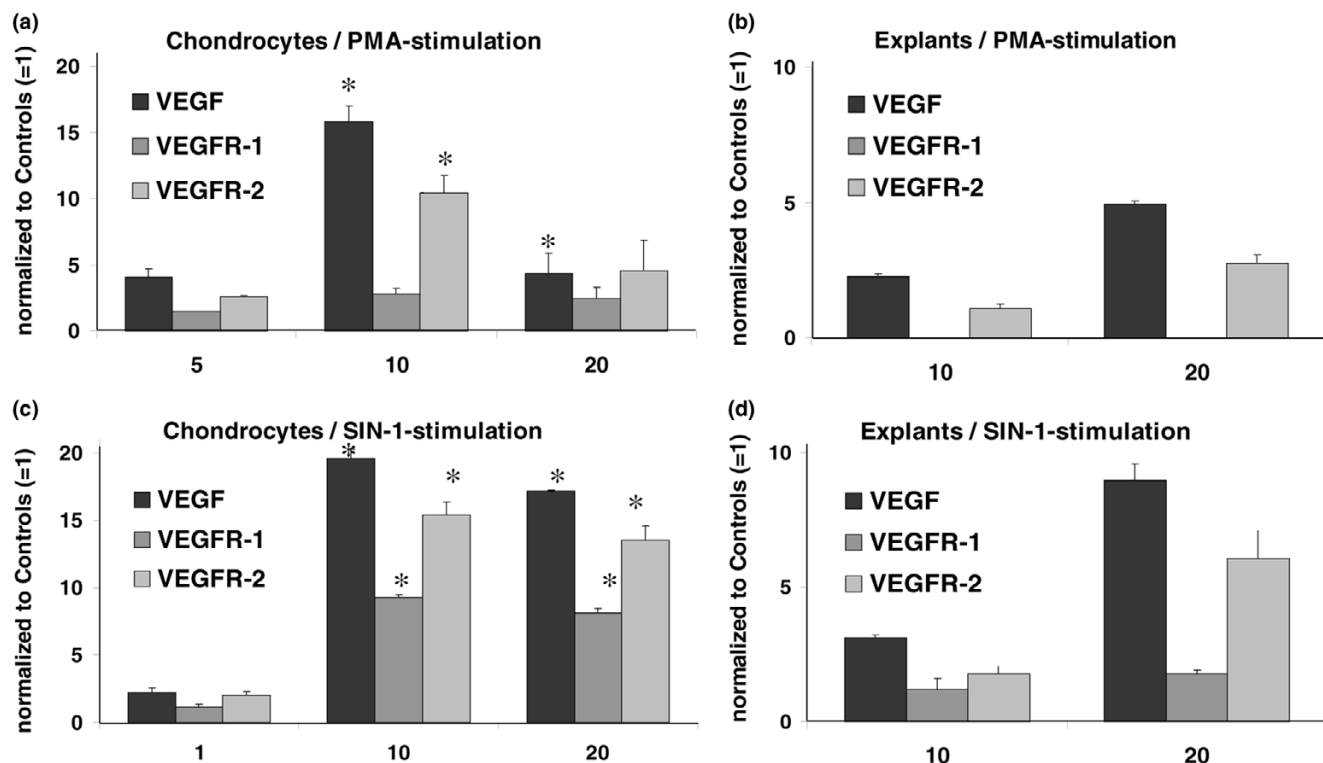 (a)
Chondrocytes / PMA-stimulation
normalized to Controls (=1)
20
15
10
5
0
VEGF
VEGFR-1
VEGFR-2
*
*
*
5 10 20
(b)
Explants / PMA-stimulation
normalized to Controls (=1)
10
5
0
VEGF
VEGFR-1
VEGFR-2
10 20
(c)
Chondrocytes / SIN-1-stimulation
normalized to Controls (=1)
20
15
10
5
0
VEGF
VEGFR-1
VEGFR-2
*
*
*
*
*
*
1 10 20
(d)
Explants / SIN-1-stimulation
normalized to Controls (=1)
10
5
0
VEGF
VEGFR-1
VEGFR-2
10 20